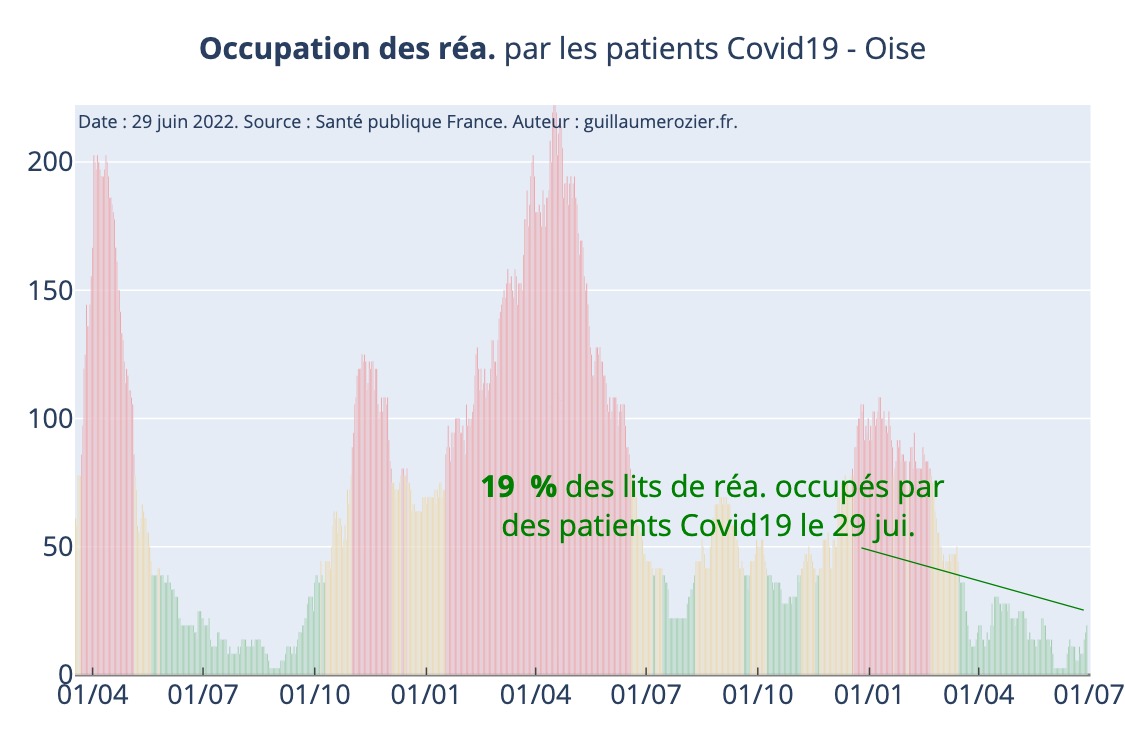 Occupation des réa. par les patients Covid19 - Oise
Date : 29 juin 2022. Source : Santé publique France. Auteur : guillaumerozier.fr.
200
150
100
50
0
19 % des lits de réa. occupés par
des patients Covid19 le 29 jui.
01/04 01/07 01/10 01/01 01/04 01/07 01/10 01/01 01/04 01/07